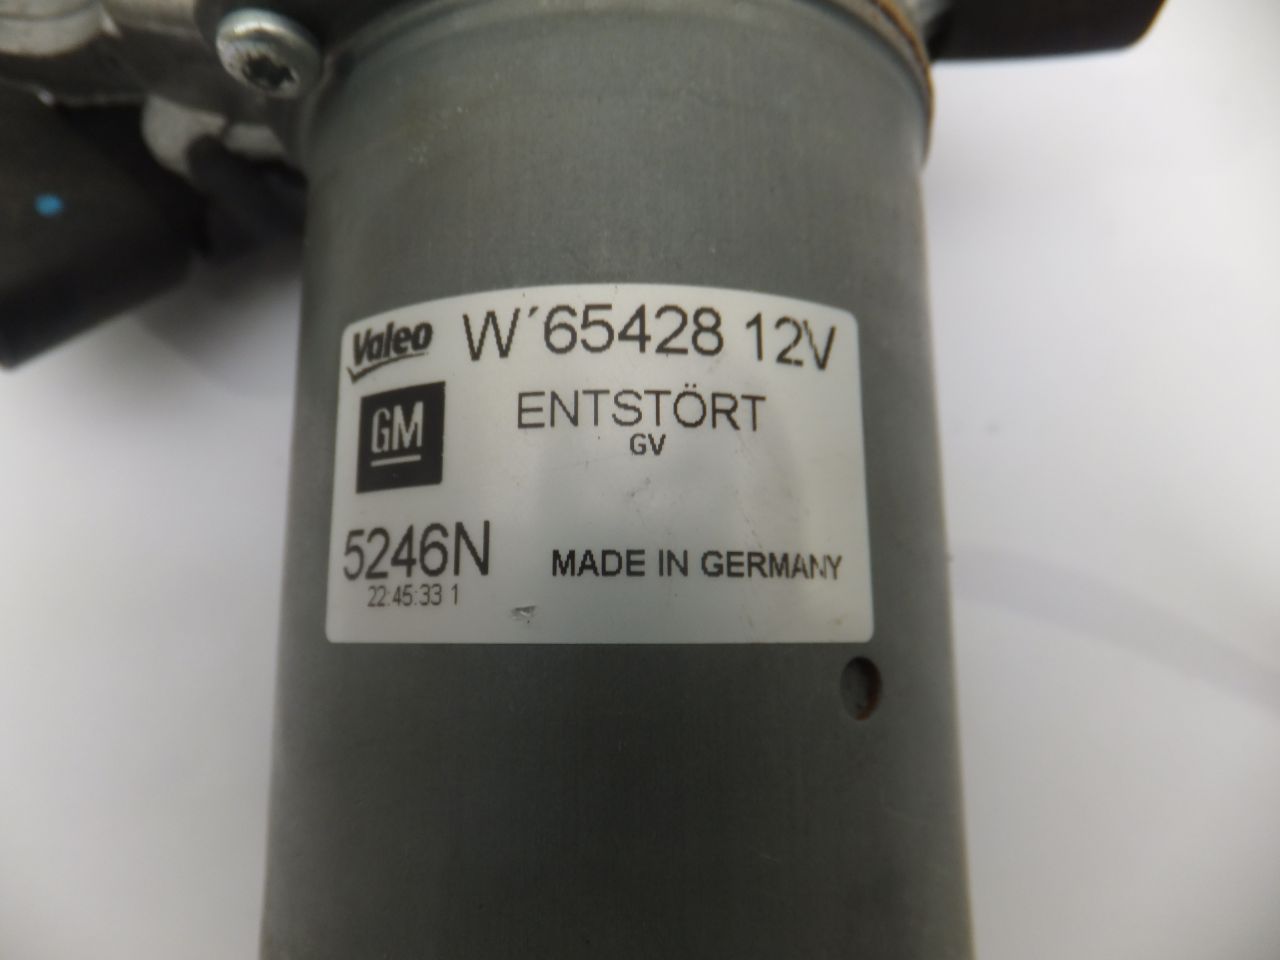 Valeo W´65428 12V
ENTSTÖRT
GV
GM
5246N
22:45:33 1
MADE IN GERMANY